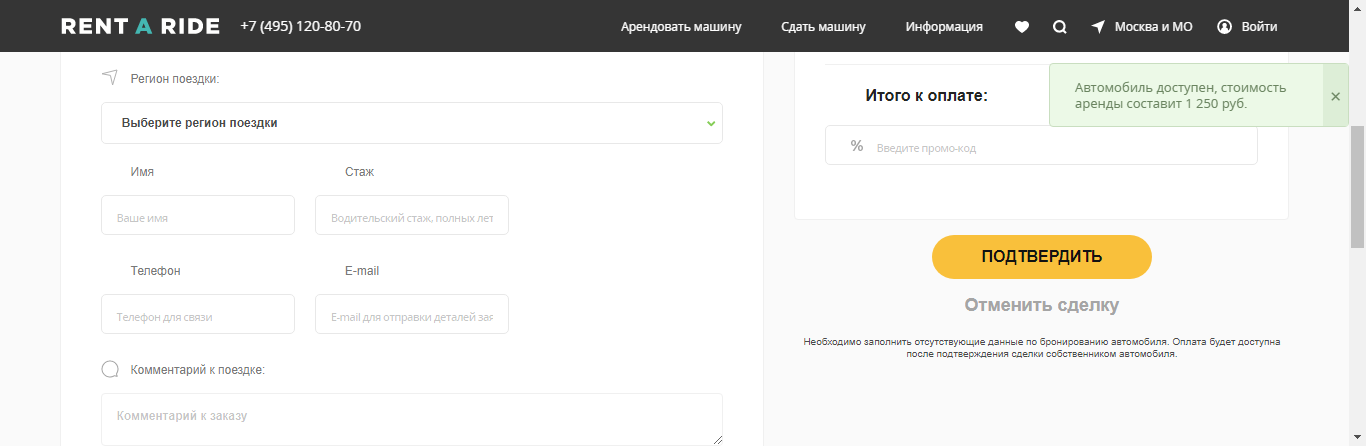 RENT A RIDE +7 (495) 120-80-70 Арендовать машину Сдать машину Информация Москва и МО Войти
Регион поездки:
Выберите регион поездки
Имя Стаж
Ваше имя Водительский стаж, полных лет
Телефон E-mail
Телефон для связи E-mail для отправки деталей зая
Комментарий к поездке:
Комментарий к заказу
Итого к оплате:
Автомобиль доступен, стоимость
аренды составит 1 250 руб.
×
% Введите промо-код
ПОДТВЕРДИТЬ
Отменить сделку
Необходимо заполнить отсутствующие данные по бронированию автомобиля. Оплата будет доступна
после подтверждения сделки собственником автомобиля.